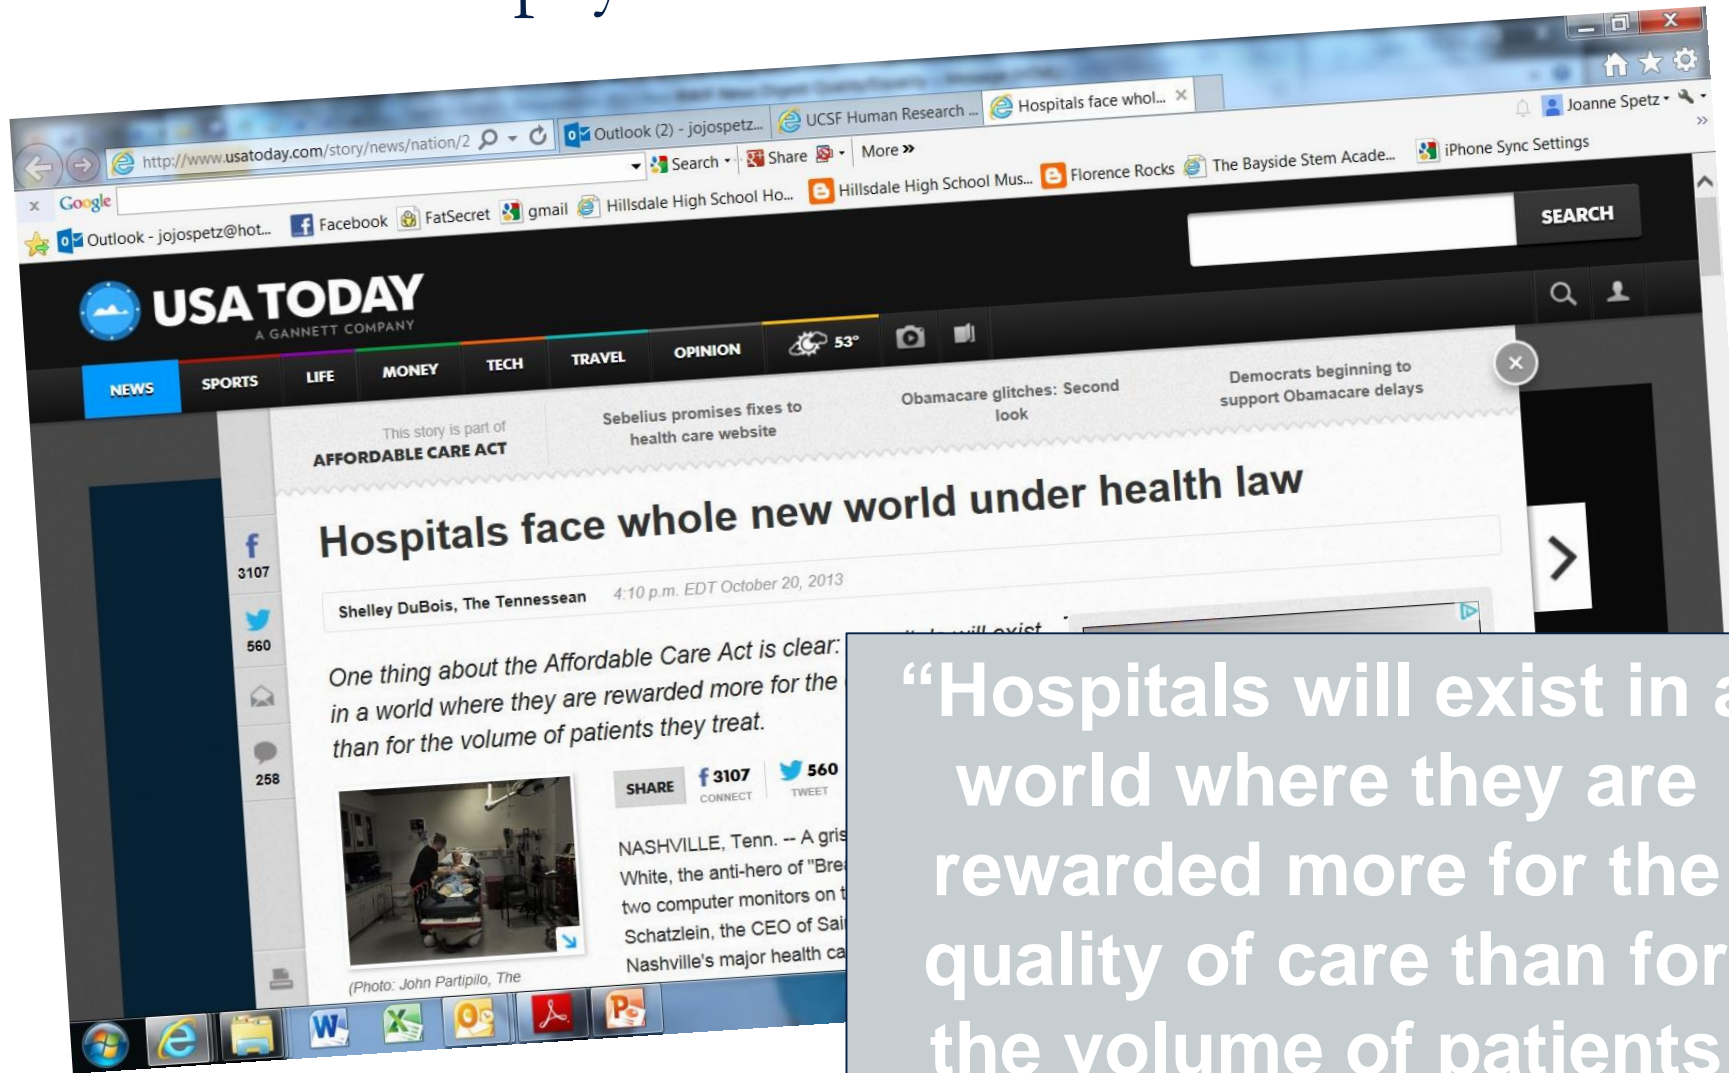 http://www.usatoday.com/story/news/nation/2
Outlook (2) - jojospetz...
UCSF Human Research ...
Hospitals face whol...
Joanne Spetz
x Google
Search
Share
More »
Outlook - jojospetz@hot...
Facebook
FatSecret
gmail
Hillsdale High School Ho...
Hillsdale High School Mus...
Florence Rocks
The Bayside Stem Acade...
iPhone Sync Settings
SEARCH
USA TODAY
A GANNETT COMPANY
NEWS SPORTS LIFE MONEY TECH TRAVEL OPINION 53°
This story is part of
AFFORDABLE CARE ACT
Sebelius promises fixes to
health care website
Obamacare glitches: Second
look
Democrats beginning to
support Obamacare delays
Hospitals face whole new world under health law
Shelley DuBois, The Tennessean 4:10 p.m. EDT October 20, 2013
3107
560
258
One thing about the Affordable Care Act is clear: will exist
in a world where they are rewarded more for the
than for the volume of patients they treat.
SHARE 3107 CONNECT 560 TWEET
NASHVILLE, Tenn. -- A
White, the anti-hero of
two computer monitors on
Schatzlein, the CEO of
Nashville's major health
(Photo: John Partipilo, The
“Hospitals will exist in a
world where they are
rewarded more for the
quality of care than for
the volume of patients